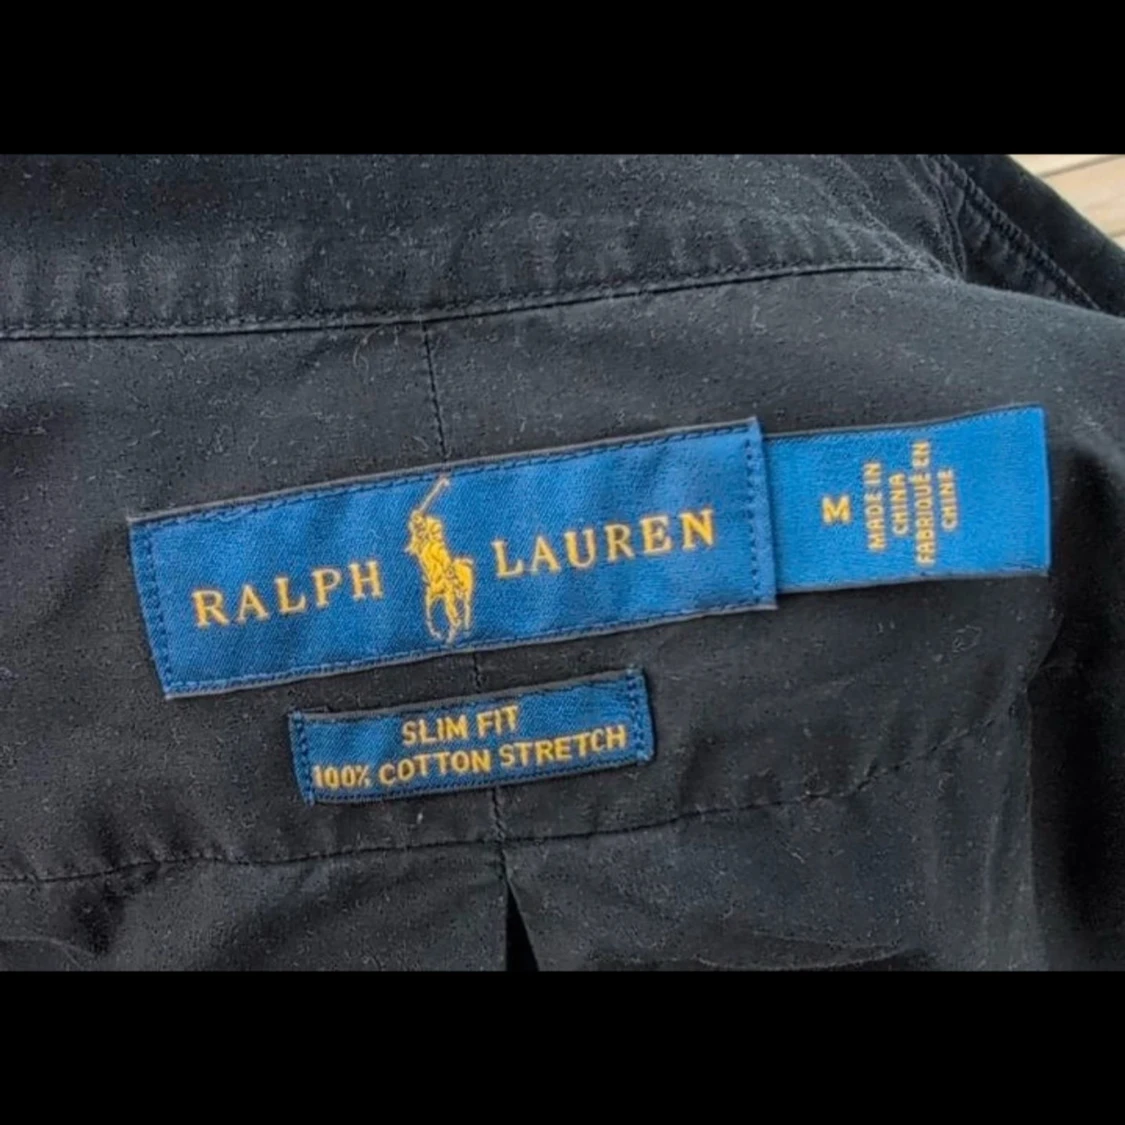 RALPH LAUREN
M
MADE IN
CHINA
FABRIQUÉ EN
CHINE
SLIM FIT
100% COTTON STRETCH